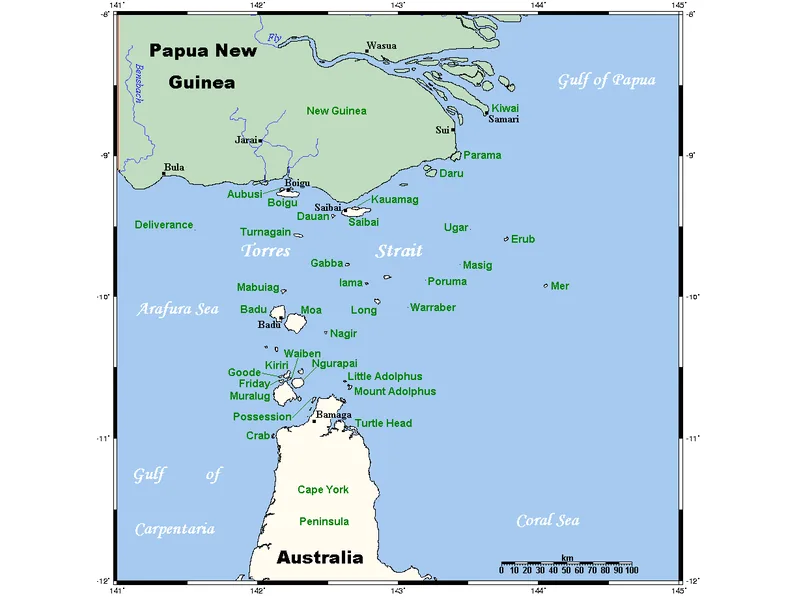 141° 142° 143° 144° 145°
-8° -8°
Fly
Wasua
Papua New
Guinea
Gulf of Papua
Bensbach
New Guinea
Kiwai
Samari
Sui
Jarai
-9° -9°
Parama
Bula
Daru
Boigu
Aubusi
Boigu
Kauamag
Saibai
Dauan
Saibai
Deliverance
Turnagain
Ugar
Erub
Torres Strait
Gabba
Masig
Mabuiag
Iama
Poruma
Mer
-10° -10°
Arafura Sea
Badu
Moa
Long
Warraber
Badu
Nagir
Waiben
Kiriri
Ngurapai
Goode
Friday
Little Adolphus
Muralug
Mount Adolphus
Possession
Bamaga
Turtle Head
Crab
-11° -11°
Gulf of
Carpentaria
Cape York
Peninsula
Coral Sea
Australia
km
0 10 20 30 40 50 60 70 80 90 100
-12° -12°
141° 142° 143° 144° 145°